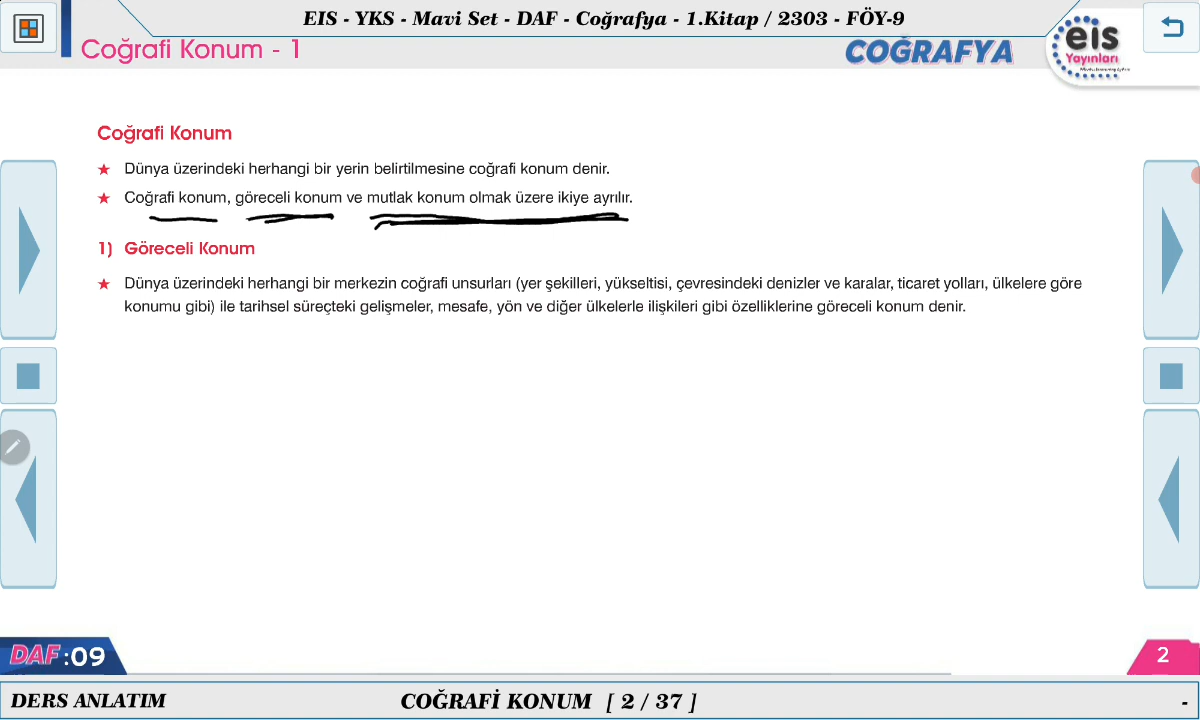 EIS - YKS - Mavi Set - DAF - Coğrafya - 1.Kitap / 2303 - FÖY-9
Coğrafi Konum - 1
COĞRAFYA
eis
Yayınları
Coğrafi Konum
★ Dünya üzerindeki herhangi bir yerin belirtilmesine coğrafi konum denir.
★ Coğrafi konum, göreceli konum ve mutlak konum olmak üzere ikiye ayrılır.
1) Göreceli Konum
★ Dünya üzerindeki herhangi bir merkezin coğrafi unsurları (yer şekilleri, yükseltisi, çevresindeki denizler ve karalar, ticaret yolları, ülkelere göre
konumu gibi) ile tarihsel süreçteki gelişmeler, mesafe, yön ve diğer ülkelerle ilişkileri gibi özelliklerine göreceli konum denir.
DAF:09
2
DERS ANLATIM
COĞRAFİ KONUM [ 2 / 37 ]
-